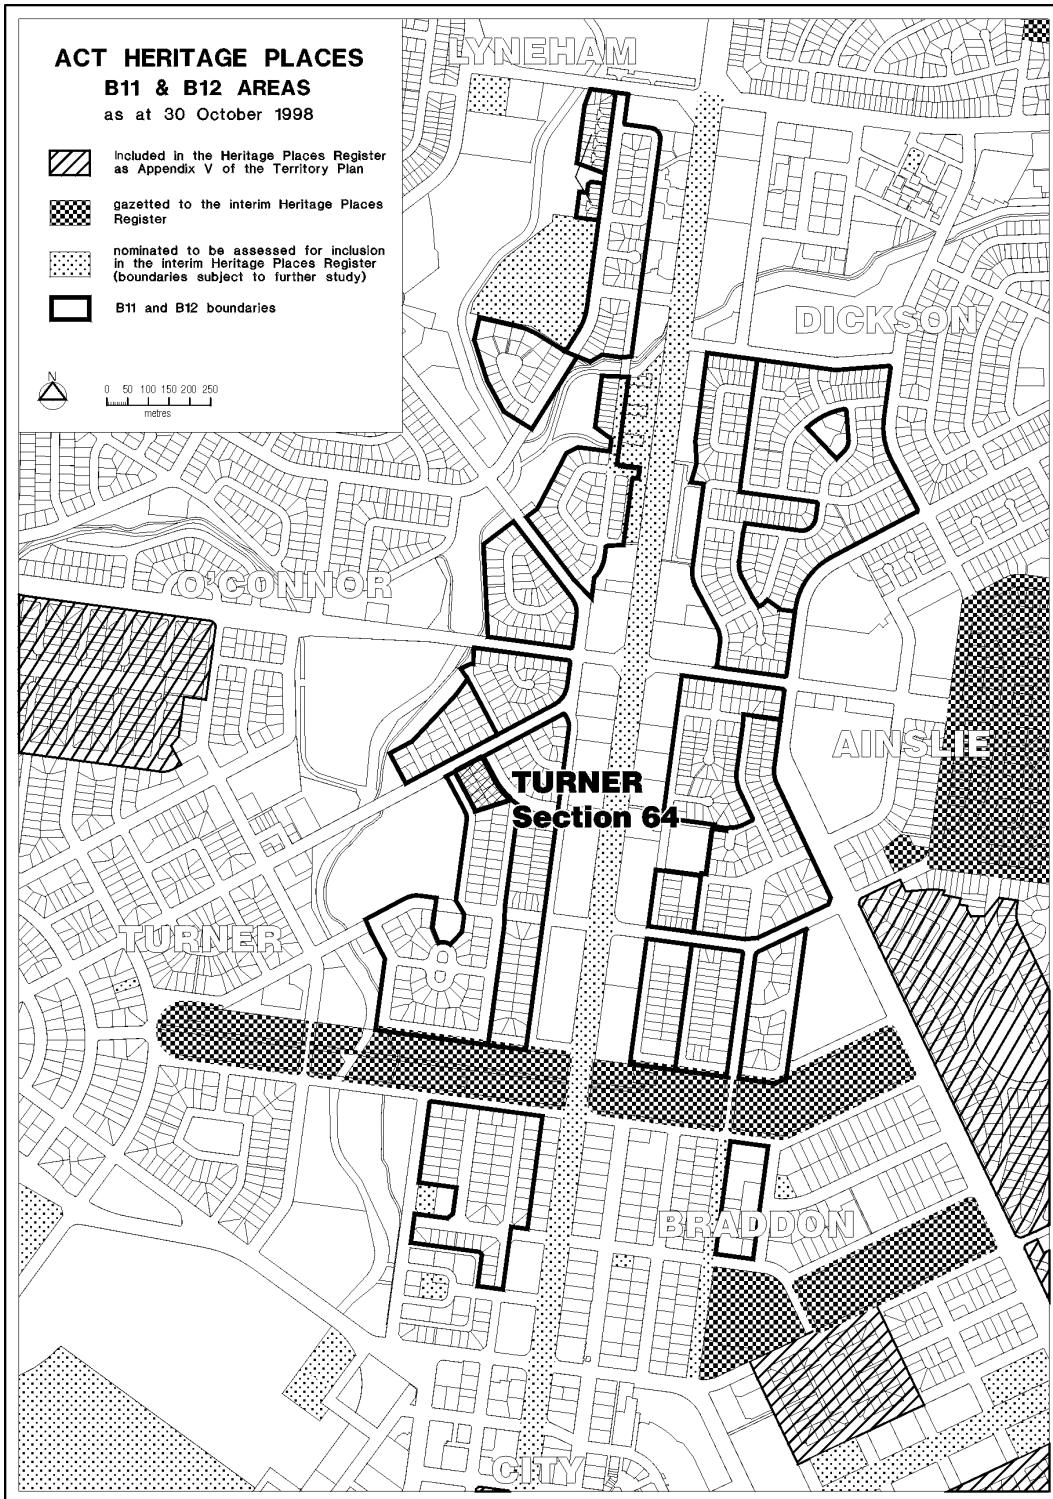 ACT HERITAGE PLACES
B11 & B12 AREAS
as at 30 October 1998
Included in the Heritage Places Register
as Appendix V of the Territory Plan
gazetted to the interim Heritage Places
Register
nominated to be assessed for inclusion
in the interim Heritage Places Register
(boundaries subject to further study)
B11 and B12 boundaries
N
0 50 100 150 200 250
metres
LYNEHAM
DICKSON
O'CONNOR
AINSLIE
TURNER
Section 64
TURNER
BRADDON
CITY